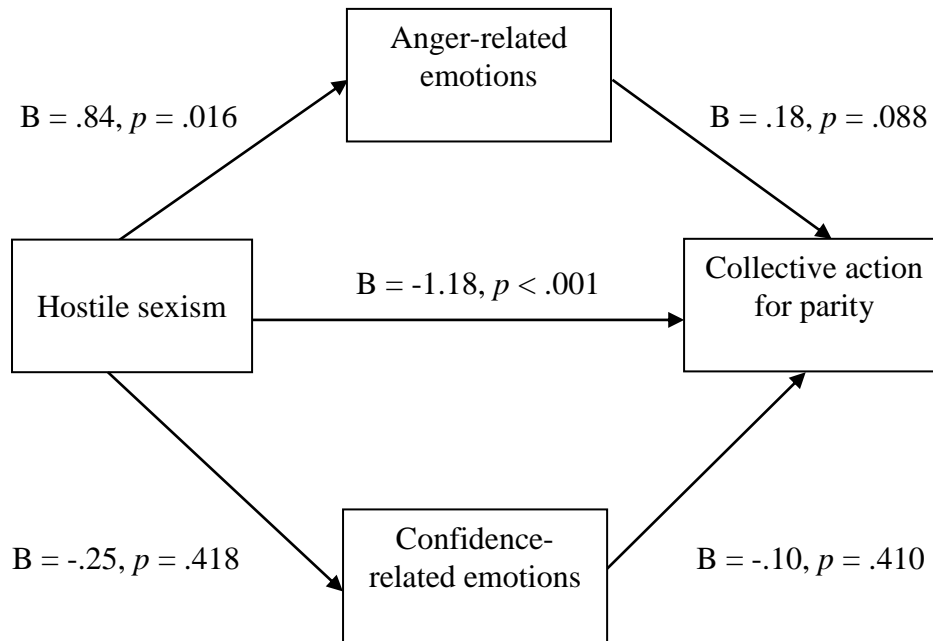 Anger-related
emotions
B = .84, p = .016
B = .18, p = .088
Hostile sexism
B = -1.18, p < .001
Collective action
for parity
B = -.25, p = .418
Confidence-
related emotions
B = -.10, p = .410